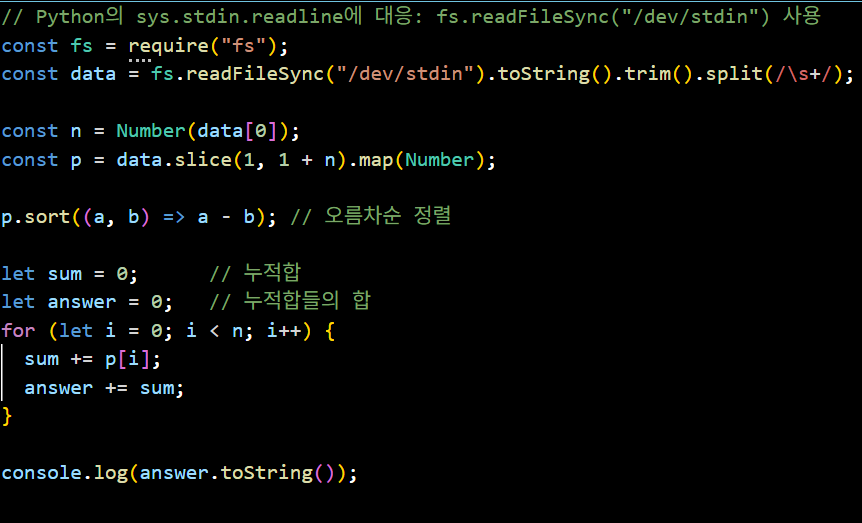 // Python의 sys.stdin.readline에 대응: fs.readFileSync("/dev/stdin") 사용
const fs = require("fs");
const data = fs.readFileSync("/dev/stdin").toString().trim().split(/\s+/);
const n = Number(data[0]);
const p = data.slice(1, 1 + n).map(Number);
p.sort((a, b) => a - b); // 오름차순 정렬
let sum = 0;      // 누적합
let answer = 0;   // 누적합들의 합
for (let i = 0; i < n; i++) {
  sum += p[i];
  answer += sum;
}
console.log(answer.toString());